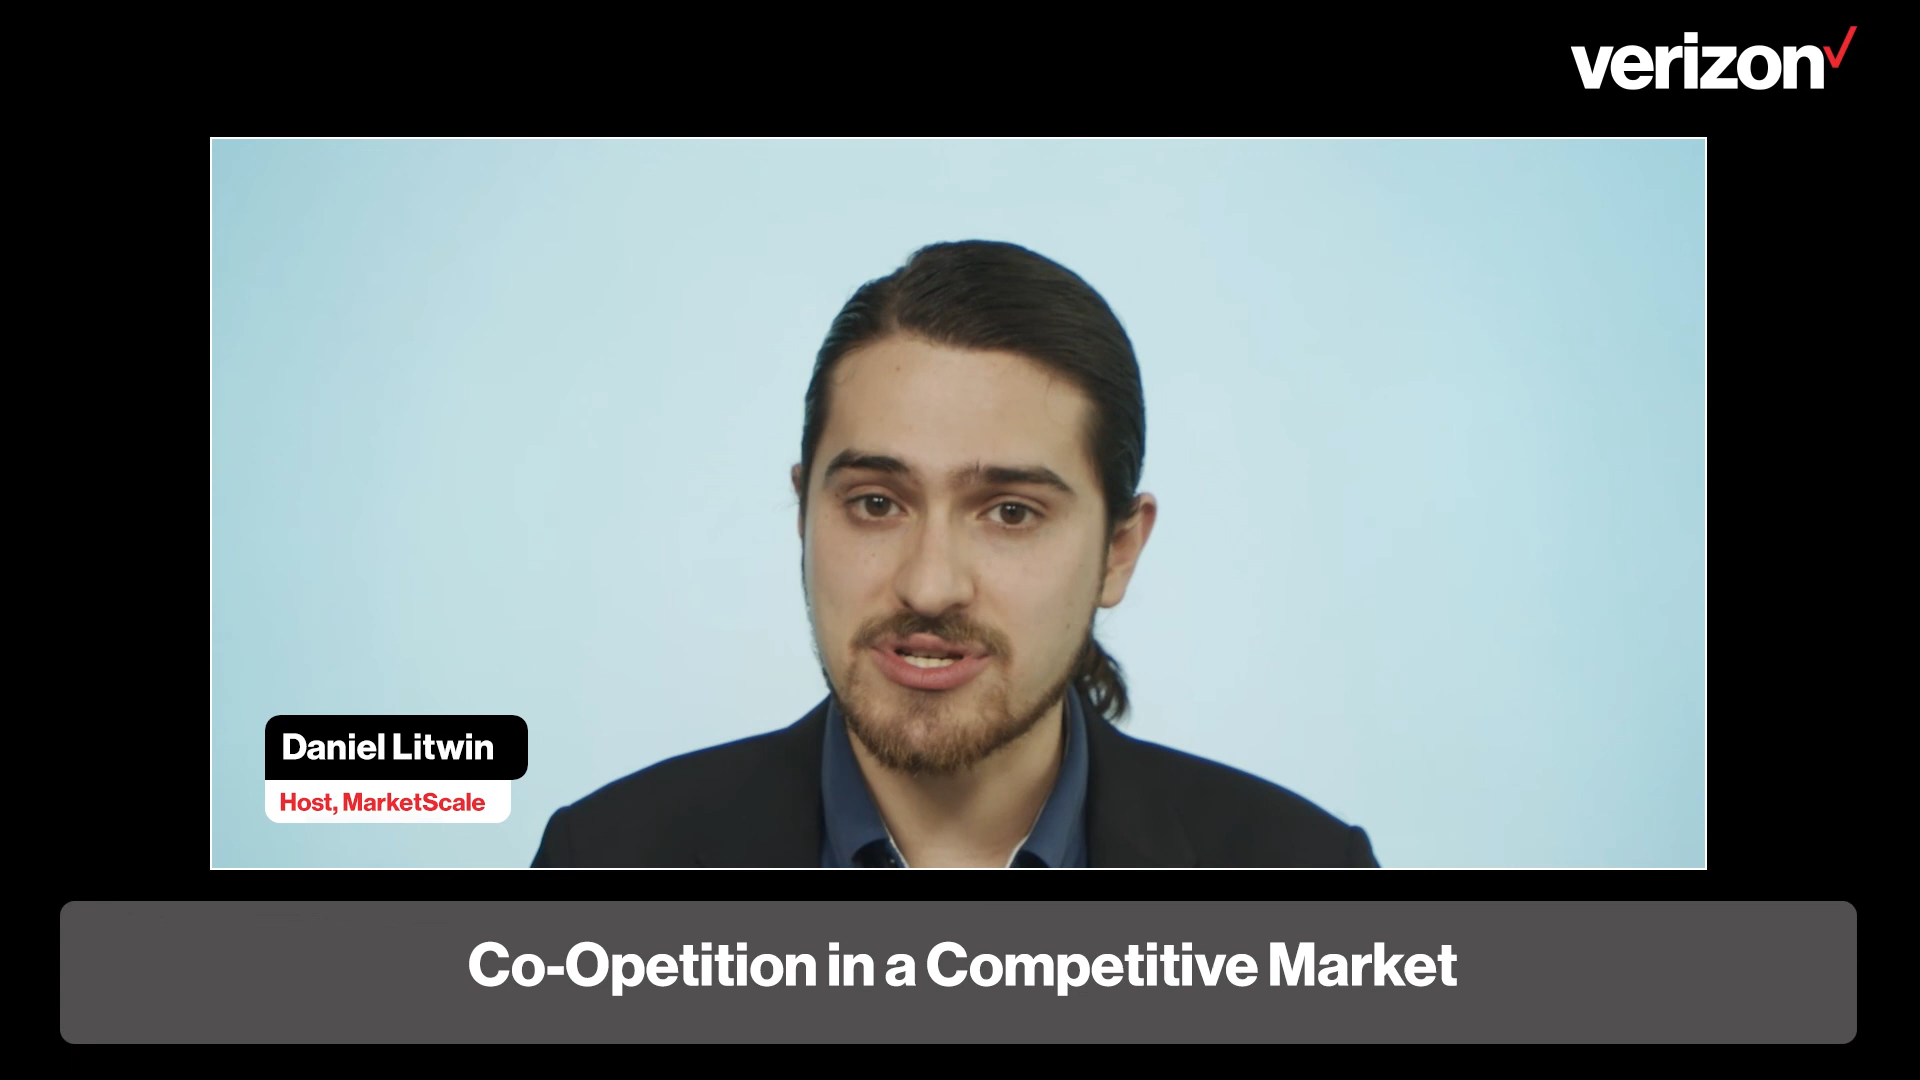 verizon
Daniel Litwin
Host, MarketScale
Co-Opetition in a Competitive Market